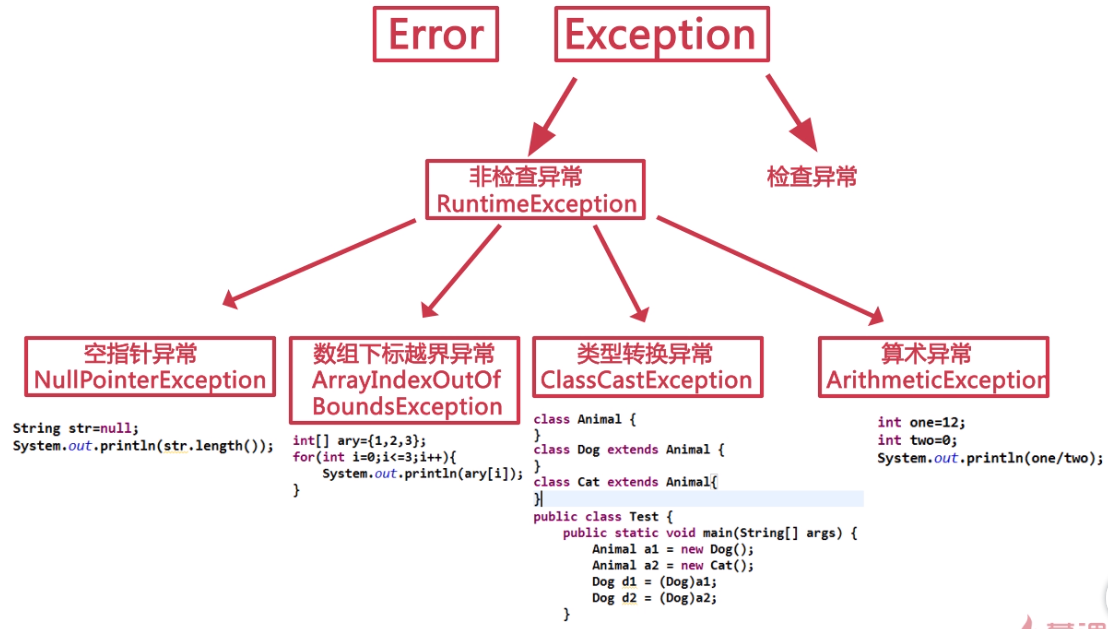 Error
Exception
非检查异常
RuntimeException
检查异常
空指针异常
NullPointerException
String str=null;
System.out.println(str.length());
数组下标越界异常
ArrayIndexOutOf
BoundsException
int[] ary={1,2,3};
for(int i=0;i<=3;i++){
System.out.println(ary[i]);
}
类型转换异常
ClassCastException
class Animal {
}
class Dog extends Animal {
}
class Cat extends Animal{
}
public class Test {
public static void main(String[] args) {
Animal a1 = new Dog();
Animal a2 = new Cat();
Dog d1 = (Dog)a1;
Dog d2 = (Dog)a2;
}
算术异常
ArithmeticException
int one=12;
int two=0;
System.out.println(one/two);